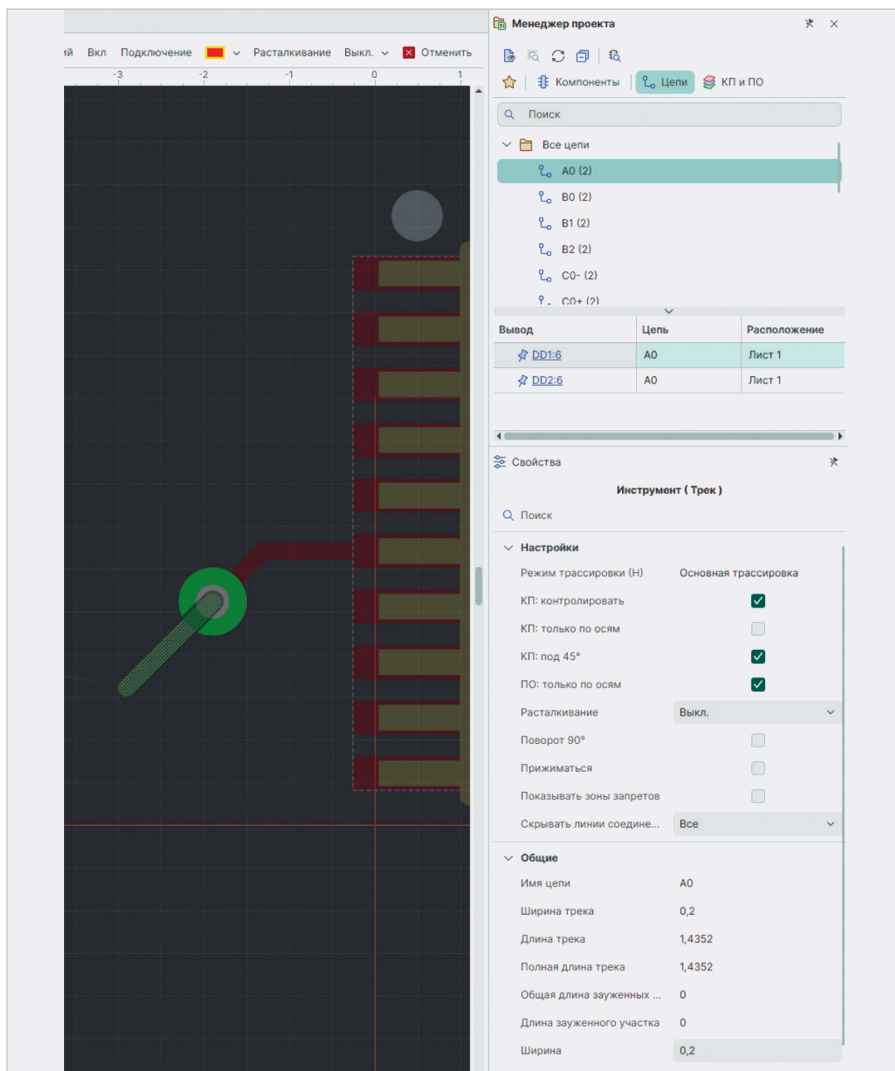 Менеджер проекта
ий Вкл Подключение Расталкивание Выкл. Отменить
-3 -2 -1 0 1
Компоненты Цепи КП и ПО
Поиск
Все цепи
A0 (2)
B0 (2)
B1 (2)
B2 (2)
C0- (2)
C0+ (2)
Вывод Цепь Расположение
DD1:6 A0 Лист 1
DD2:6 A0 Лист 1
Свойства
Инструмент ( Трек )
Поиск
Настройки
Режим трассировки (H) Основная трассировка
КП: контролировать
КП: только по осям
КП: под 45°
ПО: только по осям
Расталкивание Выкл.
Поворот 90°
Прижиматься
Показывать зоны запретов
Скрывать линии соедине... Все
Общие
Имя цепи A0
Ширина трека 0,2
Длина трека 1,4352
Полная длина трека 1,4352
Общая длина зауженных ... 0
Длина зауженного участка 0
Ширина 0,2